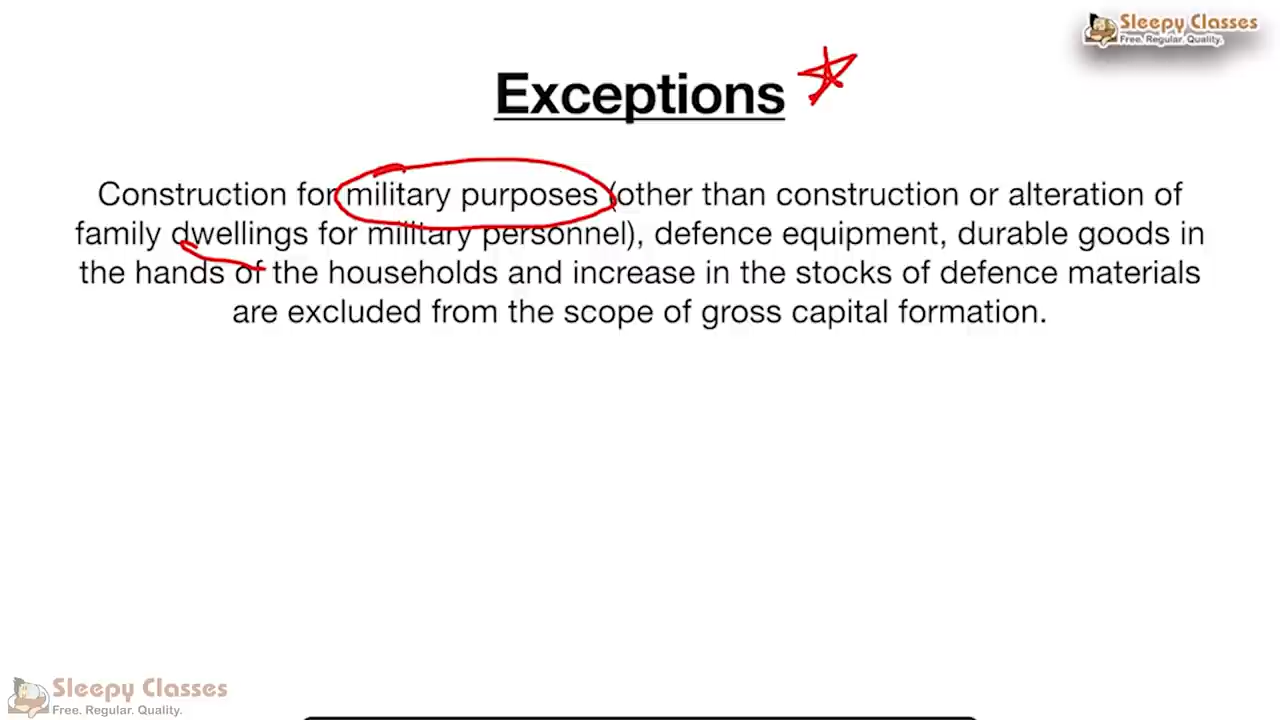 Sleepy Classes
Free. Regular. Quality.
Exceptions
Construction for military purposes (other than construction or alteration of
family dwellings for military personnel), defence equipment, durable goods in
the hands of the households and increase in the stocks of defence materials
are excluded from the scope of gross capital formation.
Sleepy Classes
Free. Regular. Quality.